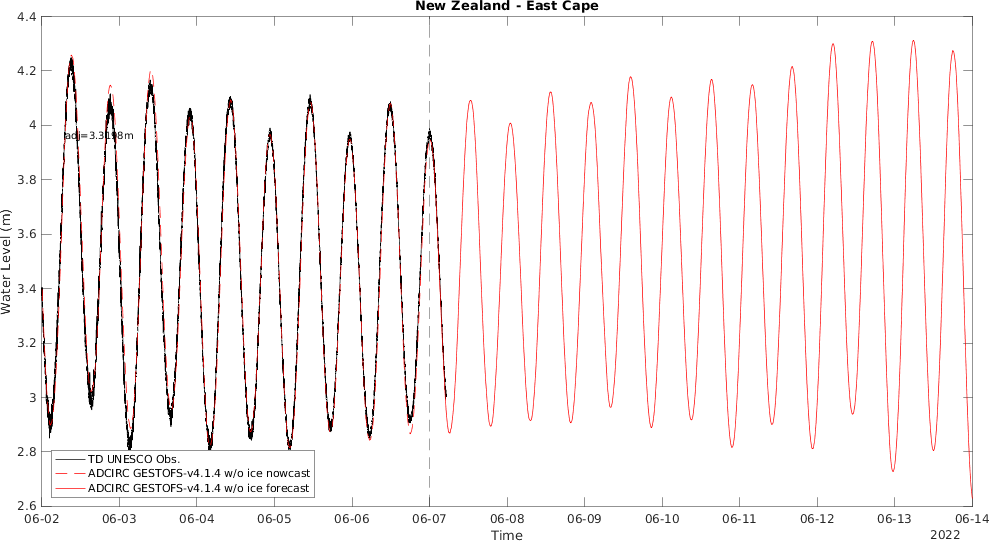 New Zealand - East Cape
Water Level (m)
4.4
4.2
4
3.8
3.6
3.4
3.2
3
2.8
2.6
adj=3.3198m
TD UNESCO Obs.
ADCIRC GESTOFS-v4.1.4 w/o ice nowcast
ADCIRC GESTOFS-v4.1.4 w/o ice forecast
06-02 06-03 06-04 06-05 06-06 06-07 06-08 06-09 06-10 06-11 06-12 06-13 06-14
Time
2022